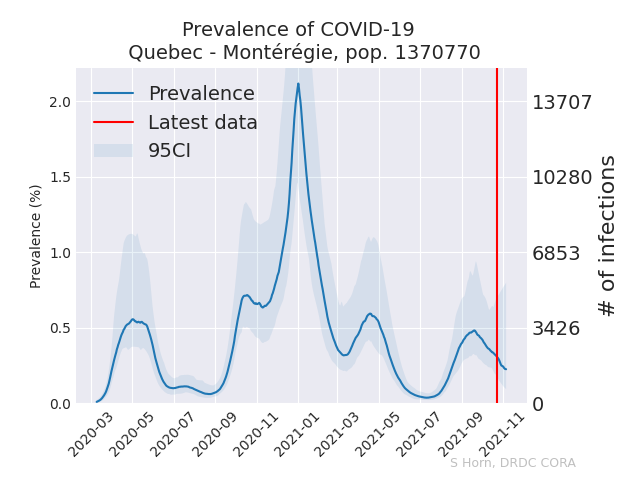 Prevalence of COVID-19
Quebec - Montérégie, pop. 1370770
Prevalence
Latest data
95CI
Prevalence (%)
2.0
1.5
1.0
0.5
0.0
13707
10280
6853
3426
0
# of infections
2020-03
2020-05
2020-07
2020-09
2020-11
2021-01
2021-03
2021-05
2021-07
2021-09
2021-11
S Horn, DRDC CORA